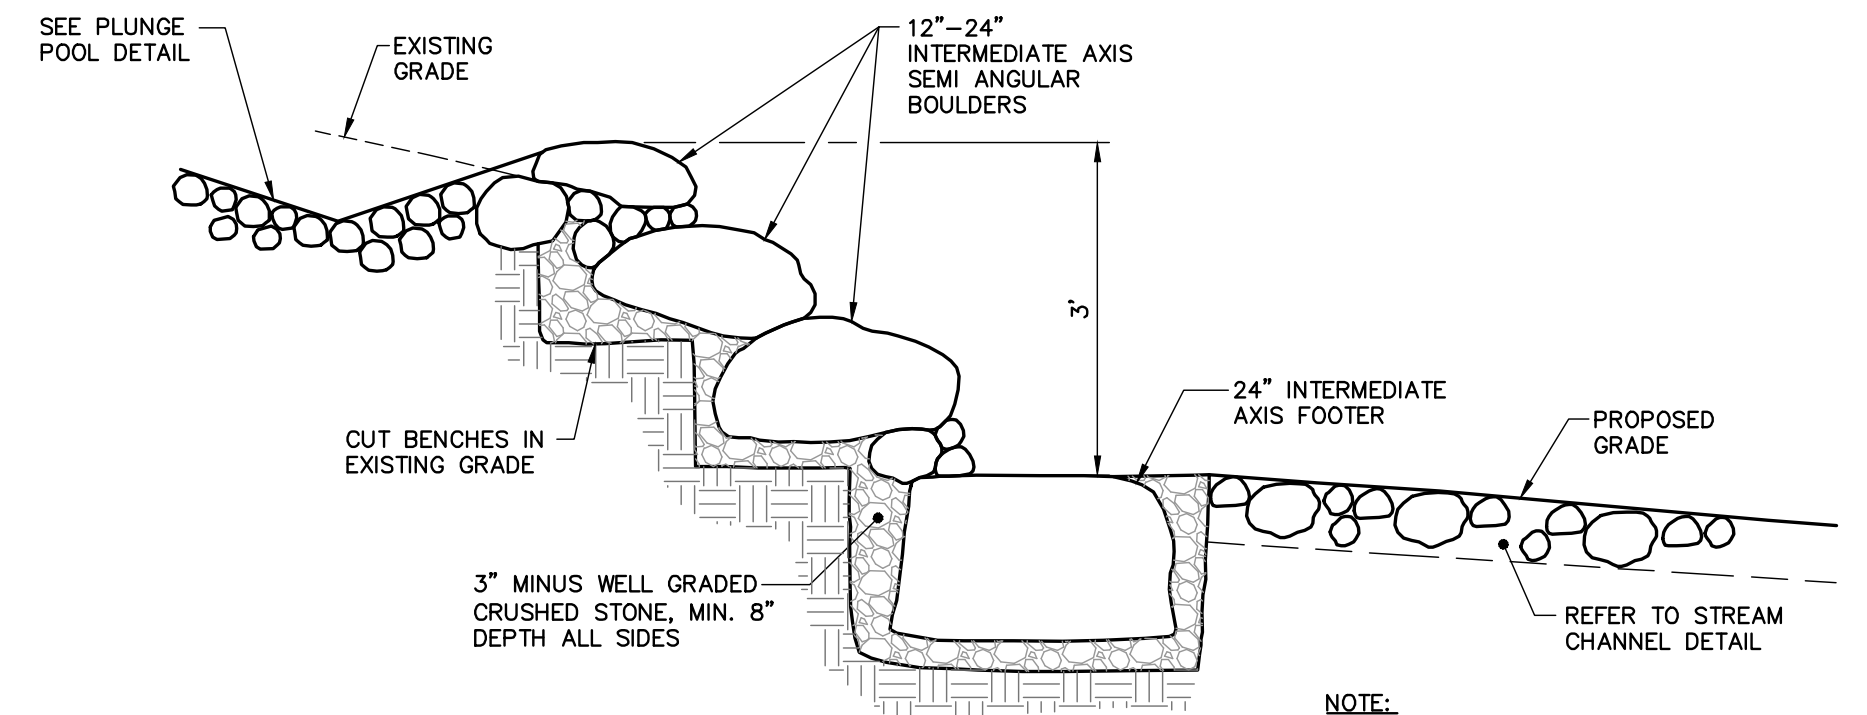 SEE PLUNGE
POOL DETAIL
EXISTING
GRADE
12"-24"
INTERMEDIATE AXIS
SEMI ANGULAR
BOULDERS
3'
24" INTERMEDIATE
AXIS FOOTER
PROPOSED
GRADE
CUT BENCHES IN
EXISTING GRADE
3" MINUS WELL GRADED
CRUSHED STONE, MIN. 8"
DEPTH ALL SIDES
REFER TO STREAM
CHANNEL DETAIL
NOTE: